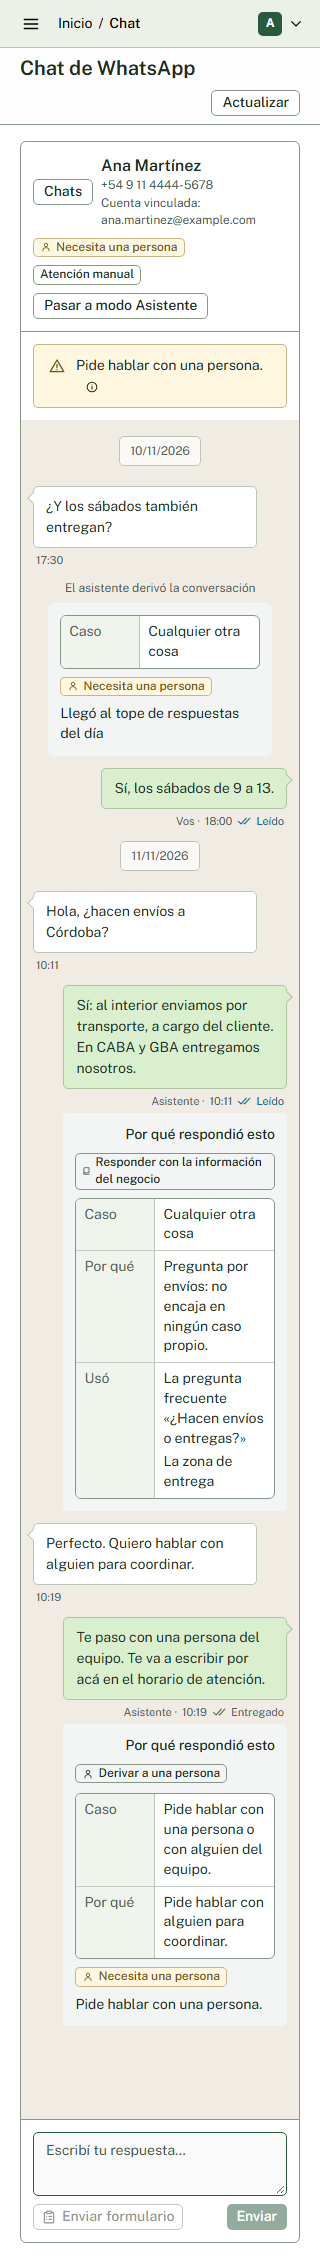 Inicio / Chat
A
Chat de WhatsApp
Actualizar
Chats
Ana Martínez
+54 9 11 4444-5678
Cuenta vinculada:
ana.martinez@example.com
Necesita una persona
Atención manual
Pasar a modo Asistente
Pide hablar con una persona.
10/11/2026
¿Y los sábados también
entregan?
17:30
El asistente derivó la conversación
Caso
Cualquier otra
cosa
Necesita una persona
Llegó al tope de respuestas
del día
Sí, los sábados de 9 a 13.
Vos · 18:00 Leído
11/11/2026
Hola, ¿hacen envíos a
Córdoba?
10:11
Sí: al interior enviamos por
transporte, a cargo del cliente.
En CABA y GBA entregamos
nosotros.
Asistente · 10:11 Leído
Por qué respondió esto
Responder con la información
del negocio
Caso
Cualquier otra
cosa
Por qué
Pregunta por
envíos: no
encaja en
ningún caso
propio.
Usó
La pregunta
frecuente
«¿Hacen envíos
o entregas?»
La zona de
entrega
Perfecto. Quiero hablar con
alguien para coordinar.
10:19
Te paso con una persona del
equipo. Te va a escribir por
acá en el horario de atención.
Asistente · 10:19 Entregado
Por qué respondió esto
Derivar a una persona
Caso
Pide hablar con
una persona o
con alguien del
equipo.
Por qué
Pide hablar con
alguien para
coordinar.
Necesita una persona
Pide hablar con una persona.
Escribí tu respuesta...
Enviar formulario
Enviar